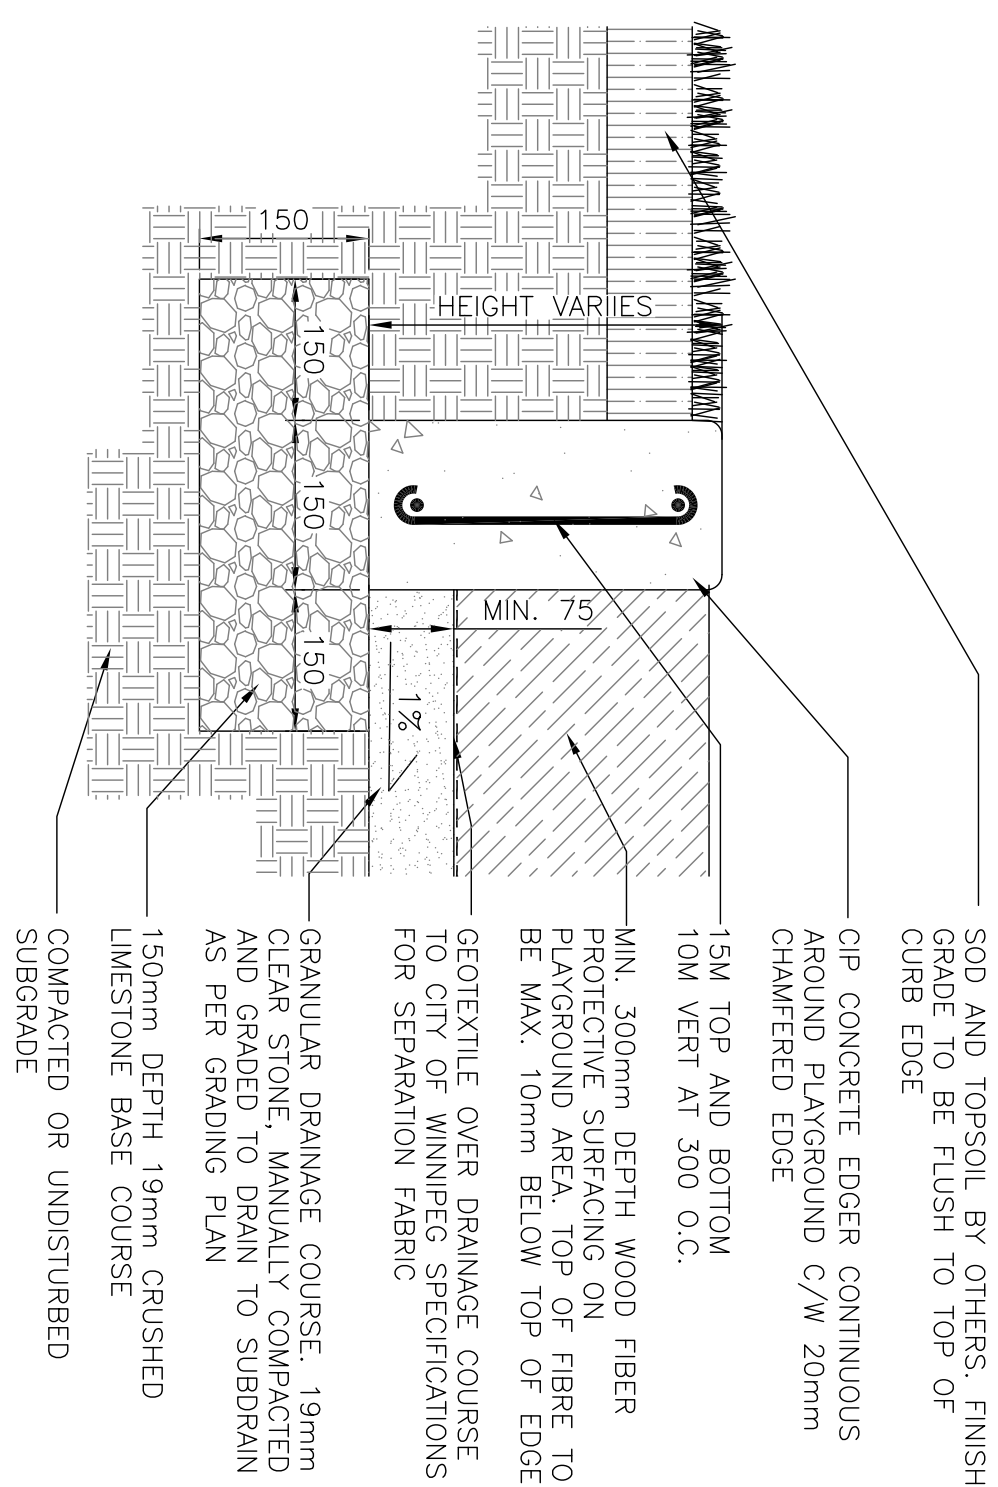 SOD AND TOPSOIL BY OTHERS. FINISH
GRADE TO BE FLUSH TO TOP OF
CURB EDGE
CIP CONCRETE EDGER CONTINUOUS
AROUND PLAYGROUND C/W 20mm
CHAMFERED EDGE
15M TOP AND BOTTOM
10M VERT AT 300 O.C.
MIN. 300mm DEPTH WOOD FIBER
PROTECTIVE SURFACING ON
PLAYGROUND AREA. TOP OF FIBRE TO
BE MAX. 10mm BELOW TOP OF EDGE
GEOTEXTILE OVER DRAINAGE COURSE
TO CITY OF WINNIPEG SPECIFICATIONS
FOR SEPARATION FABRIC
GRANULAR DRAINAGE COURSE. 19mm
CLEAR STONE, MANUALLY COMPACTED
AND GRADED TO DRAIN TO SUBDRAIN
AS PER GRADING PLAN
150mm DEPTH 19mm CRUSHED
LIMESTONE BASE COURSE
COMPACTED OR UNDISTURBED
SUBGRADE
HEIGHT VARIIES
MIN. 75
1%
150
150
150
150